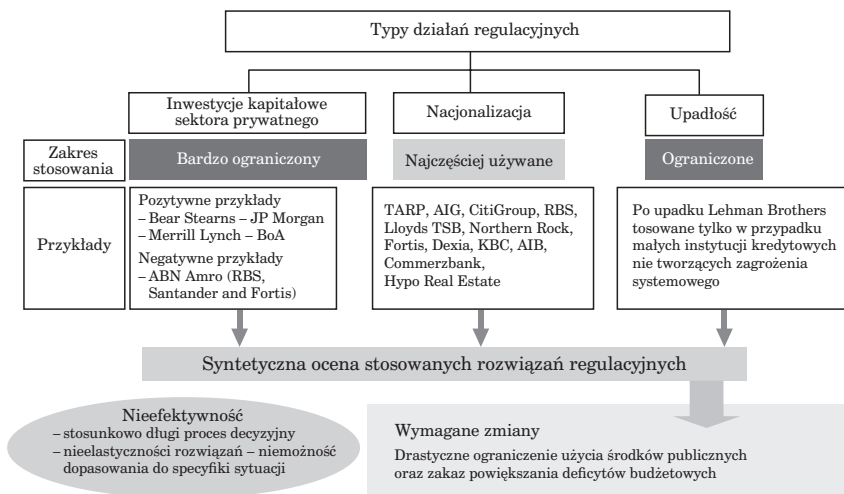 Typy działań regulacyjnych
Inwestycje kapitałowe
sektora prywatnego
Nacjonalizacja
Upadłość
Zakres
stosowania
Bardzo ograniczony
Najczęściej używane
Ograniczone
Przykłady
Pozytywne przykłady
– Bear Stearns – JP Morgan
– Merrill Lynch – BoA
Negatywne przykłady
– ABN Amro (RBS,
Santander and Fortis)
TARP, AIG, CitiGroup, RBS,
Lloyds TSB, Northern Rock,
Fortis, Dexia, KBC, AIB,
Commerzbank,
Hypo Real Estate
Po upadku Lehman Brothers
tosowane tylko w przypadku
małych instytucji kredytowych
nie tworzących zagrożenia
systemowego
Syntetyczna ocena stosowanych rozwiązań regulacyjnych
Nieefektywność
– stosunkowo długi proces decyzyjny
– nieelastyczności rozwiązań – niemożność
dopasowania do specyfiki sytuacji
Wymagane zmiany
Drastyczne ograniczenie użycia środków publicznych
oraz zakaz powiększania deficytów budżetowych